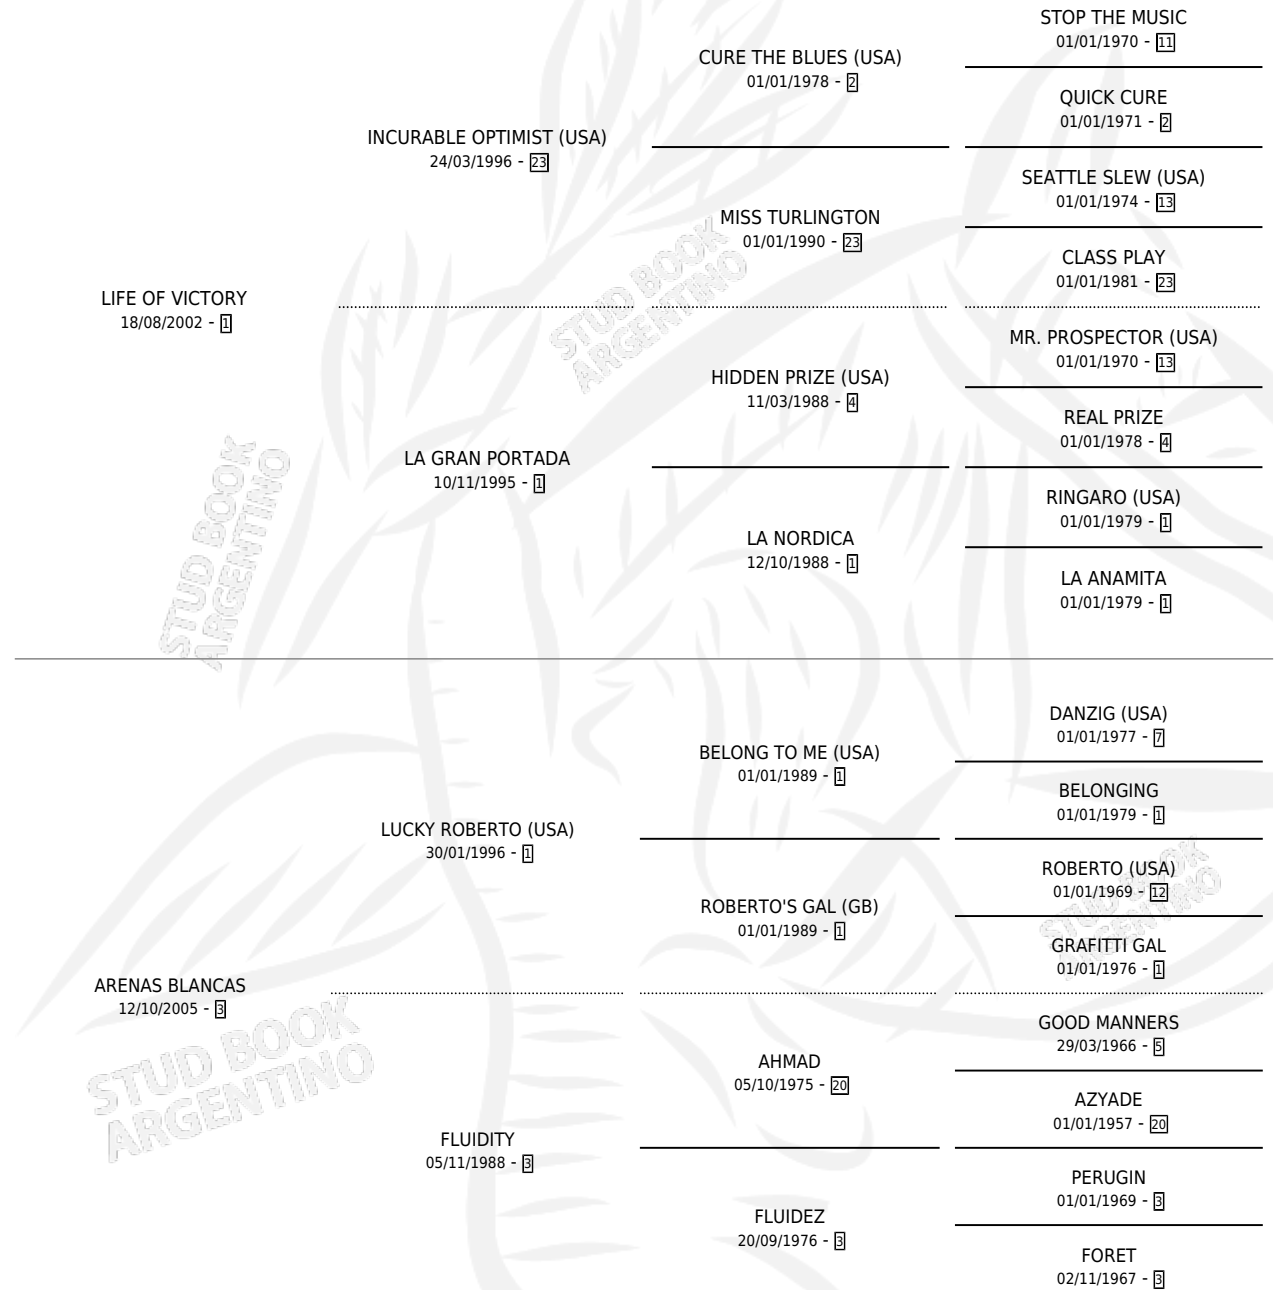 STOP THE MUSIC
01/01/1970 - 11
CURE THE BLUES (USA)
01/01/1978 - 2
QUICK CURE
01/01/1971 - 2
INCURABLE OPTIMIST (USA)
24/03/1996 - 23
SEATTLE SLEW (USA)
01/01/1974 - 13
MISS TURLINGTON
01/01/1990 - 23
CLASS PLAY
01/01/1981 - 23
LIFE OF VICTORY
18/08/2002 - 1
MR. PROSPECTOR (USA)
01/01/1970 - 13
HIDDEN PRIZE (USA)
11/03/1988 - 4
REAL PRIZE
01/01/1978 - 4
LA GRAN PORTADA
10/11/1995 - 1
RINGARO (USA)
01/01/1979 - 1
LA NORDICA
12/10/1988 - 1
LA ANAMITA
01/01/1979 - 1
DANZIG (USA)
01/01/1977 - 7
BELONG TO ME (USA)
01/01/1989 - 1
BELONGING
01/01/1979 - 1
LUCKY ROBERTO (USA)
30/01/1996 - 1
ROBERTO (USA)
01/01/1969 - 12
ROBERTO'S GAL (GB)
01/01/1989 - 1
GRAFITTI GAL
01/01/1976 - 1
ARENAS BLANCAS
12/10/2005 - 3
GOOD MANNERS
29/03/1966 - 5
AHMAD
05/10/1975 - 20
AZYADE
01/01/1957 - 20
FLUIDITY
05/11/1988 - 3
PERUGIN
01/01/1969 - 3
FLUIDEZ
20/09/1976 - 3
FORET
02/11/1967 - 3
STUD BOOK
ARGENTINO
STUD BOOK
ARGENTINO
STUD BOOK
ARGENTINO
STUD BOOK
ARGENTINO